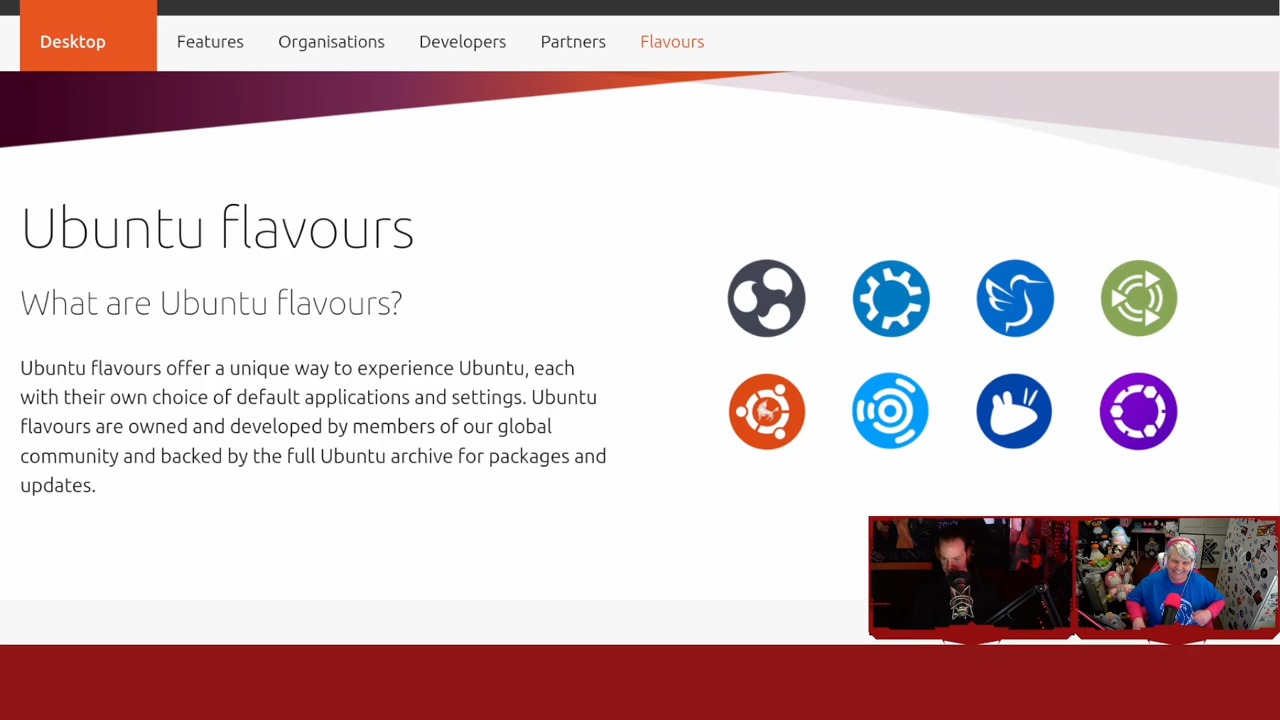 Desktop
Features
Organisations
Developers
Partners
Flavours
Ubuntu flavours
What are Ubuntu flavours?
Ubuntu flavours offer a unique way to experience Ubuntu, each
with their own choice of default applications and settings. Ubuntu
flavours are owned and developed by members of our global
community and backed by the full Ubuntu archive for packages and
updates.